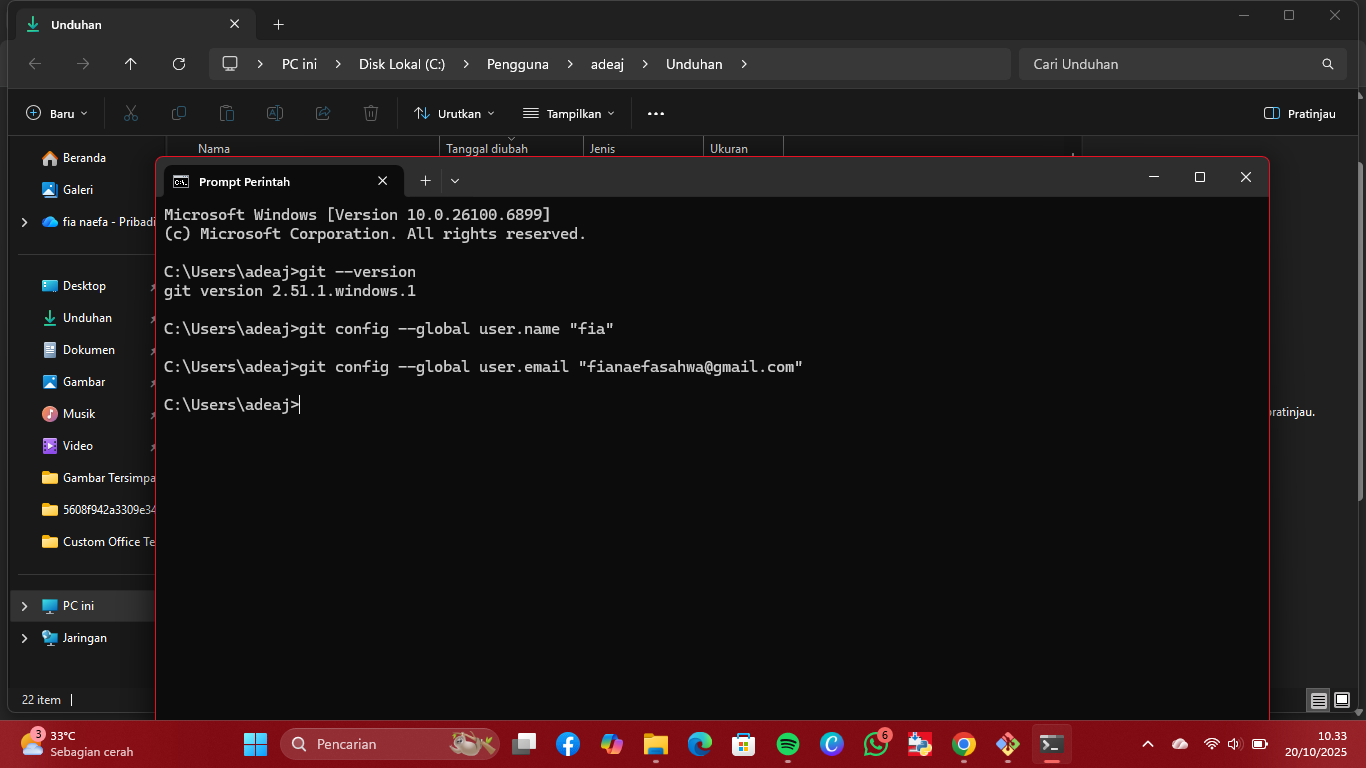 Unduhan
PC ini
Disk Lokal (C:)
Pengguna
adeaj
Unduhan
Cari Unduhan
Baru
Urutkan
Tampilkan
Pratinjau
Nama
Tanggal diubah
Jenis
Ukuran
Beranda
Galeri
fia naefa - Pribadi
Desktop
Unduhan
Dokumen
Gambar
Musik
Video
Gambar Tersimpa
5608f942a3309e34
Custom Office Te
PC ini
Jaringan
22 item
ratinjau.
Prompt Perintah
Microsoft Windows [Version 10.0.26100.6899]
(c) Microsoft Corporation. All rights reserved.
C:\Users\adeaj>git --version
git version 2.51.1.windows.1
C:\Users\adeaj>git config --global user.name "fia"
C:\Users\adeaj>git config --global user.email "fianaefasahwa@gmail.com"
C:\Users\adeaj>
3
33°C
Sebagian cerah
Pencarian
6
10.33
20/10/2025